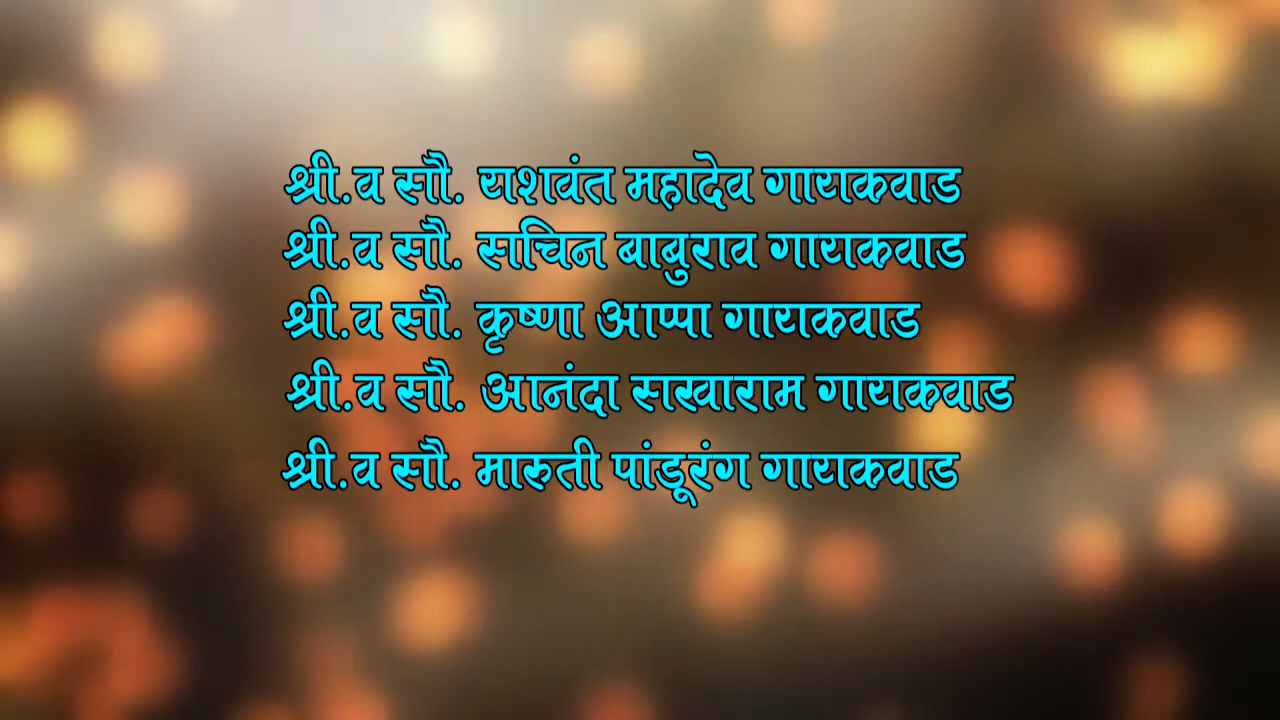 श्री.व सौ. यशवंत महादेव गायकवाड
श्री.व सौ. सचिन बाबुराव गायकवाड
श्री.व सौ. कृष्णा आप्पा गायकवाड
श्री.व सौ. आनंदा सखाराम गायकवाड
श्री.व सौ. मारुती पांडूरंग गायकवाड